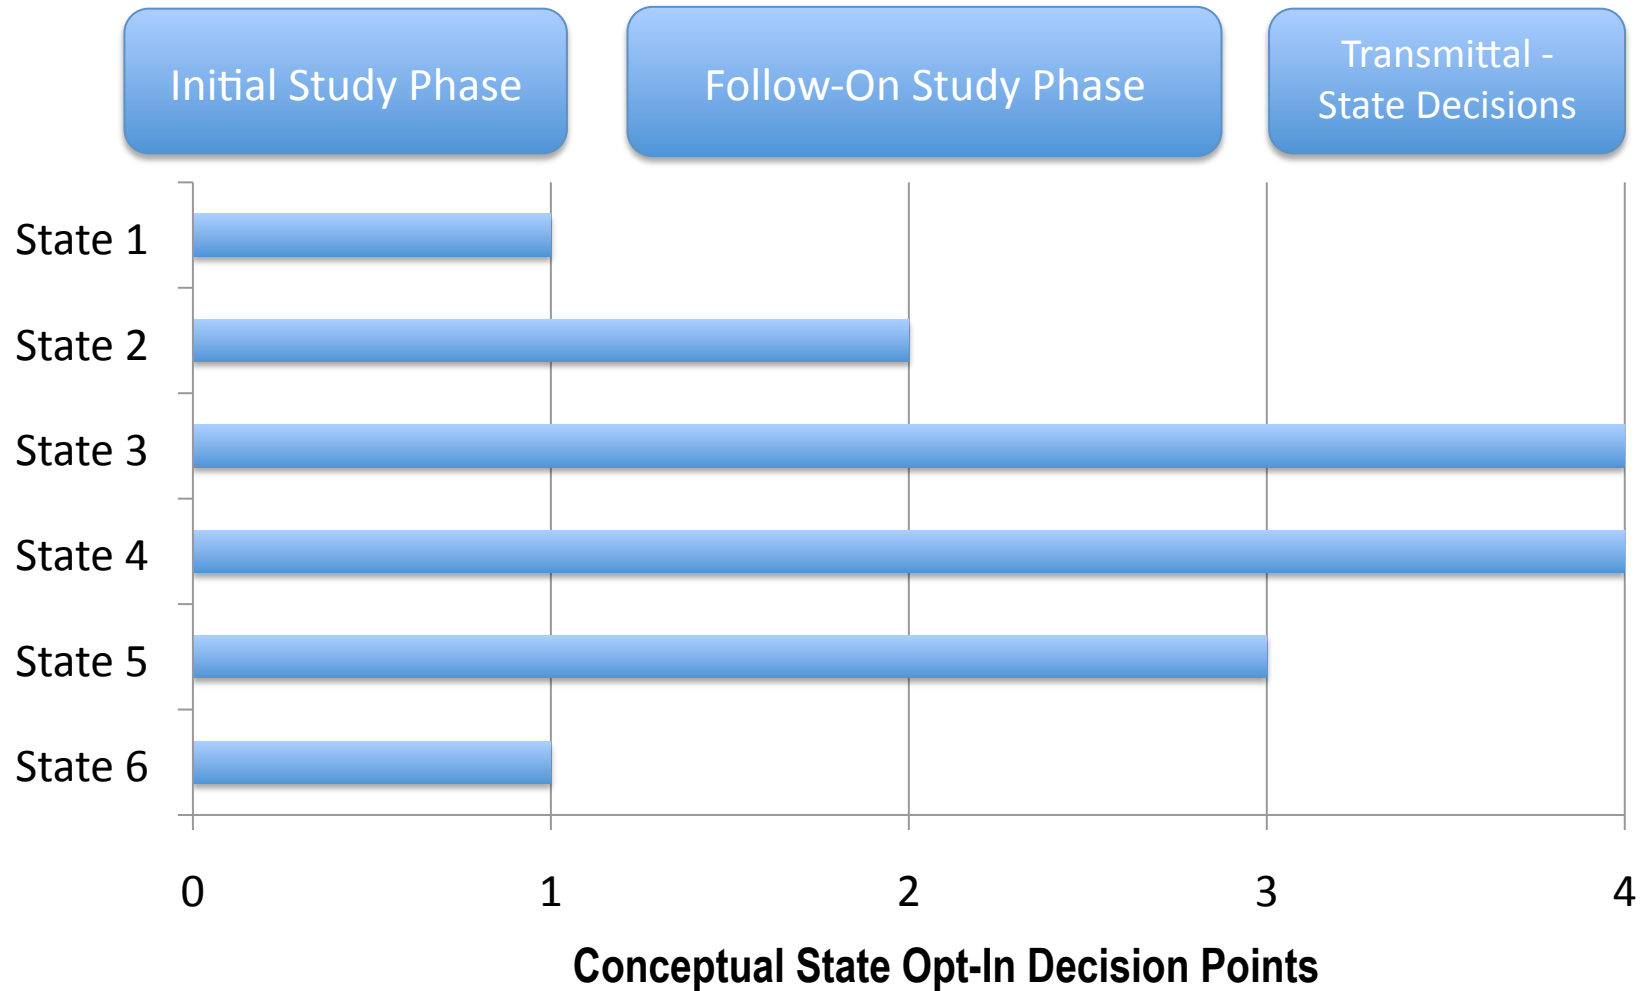 Initial Study Phase
Follow-On Study Phase
Transmittal -
State Decisions
State 1
State 2
State 3
State 4
State 5
State 6
0 1 2 3 4
Conceptual State Opt-In Decision Points